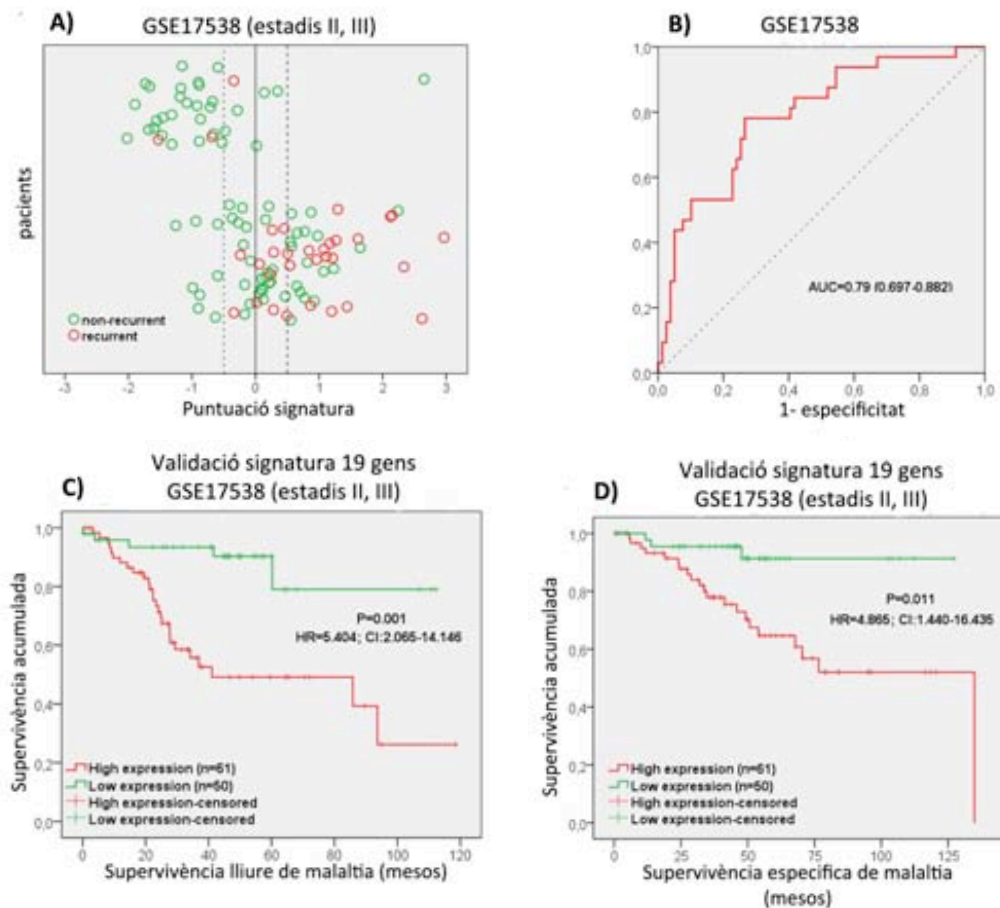 A)
GSE17538 (estadis II, III)
pacients
non-recurrent
recurrent
-3 -2 -1 0 1 2 3
Puntuació signatura
B)
GSE17538
1,0
0,8
0,6
0,4
0,2
0,0
AUC=0.79 (0.697-0.882)
0,0 0,2 0,4 0,6 0,8 1,0
1- especificitat
Validació signatura 19 gens
C)
GSE17538 (estadis II, III)
Supervivència acumulada
1,0
0,8
0,6
0,4
0,2
0,0
P=0.001
HR=5.404; CI:2.065-14.146
High expression (n=61)
Low expression (n=50)
High expression-censored
Low expression-censored
0 20 40 60 80 100 120
Supervivència lliure de malaltia (mesos)
Validació signatura 19 gens
D)
GSE17538 (estadis II, III)
Supervivència acumulada
1,0
0,8
0,6
0,4
0,2
0,0
P=0.011
HR=4.865; CI:1.440-16.435
High expression (n=61)
Low expression (n=50)
High expression-censored
Low expression-censored
0 25 50 75 100 125
Supervivència especifica de malaltia
(mesos)